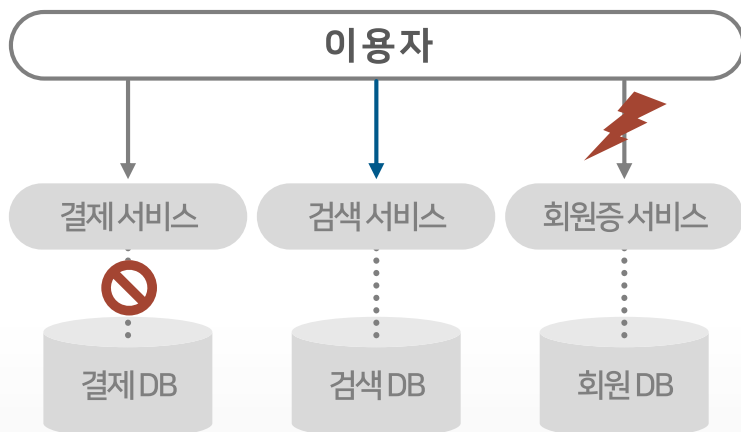 이용자
결제 서비스
검색 서비스
회원증 서비스
결제 DB
검색 DB
회원 DB